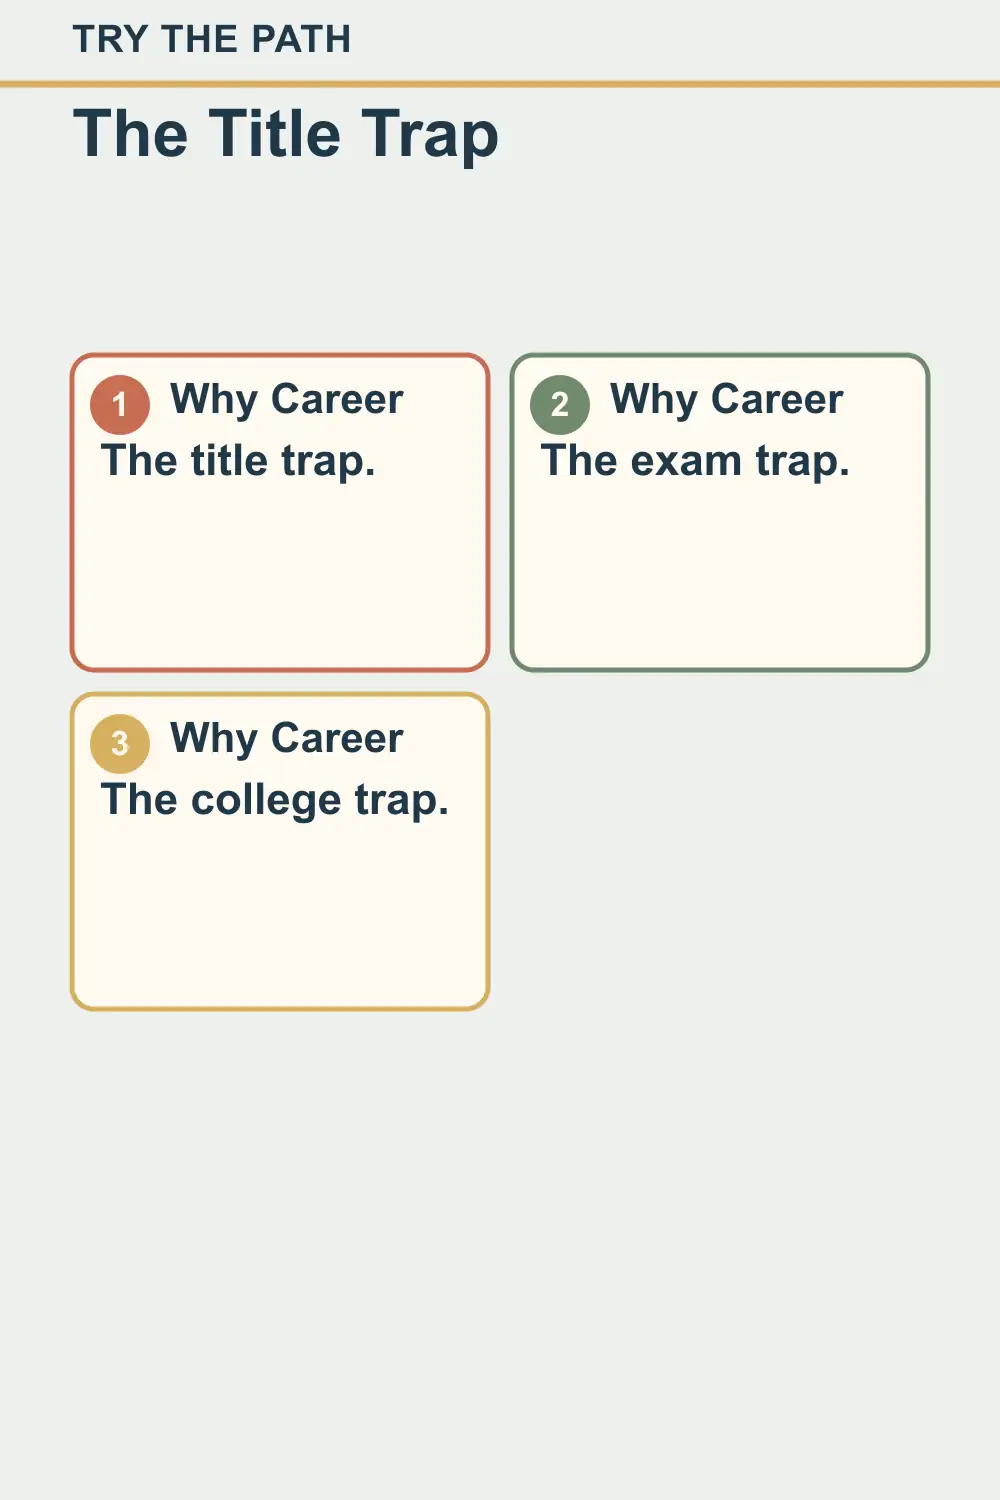 TRY THE PATH
The Title Trap
1 Why Career
The title trap.
2 Why Career
The exam trap.
3 Why Career
The college trap.